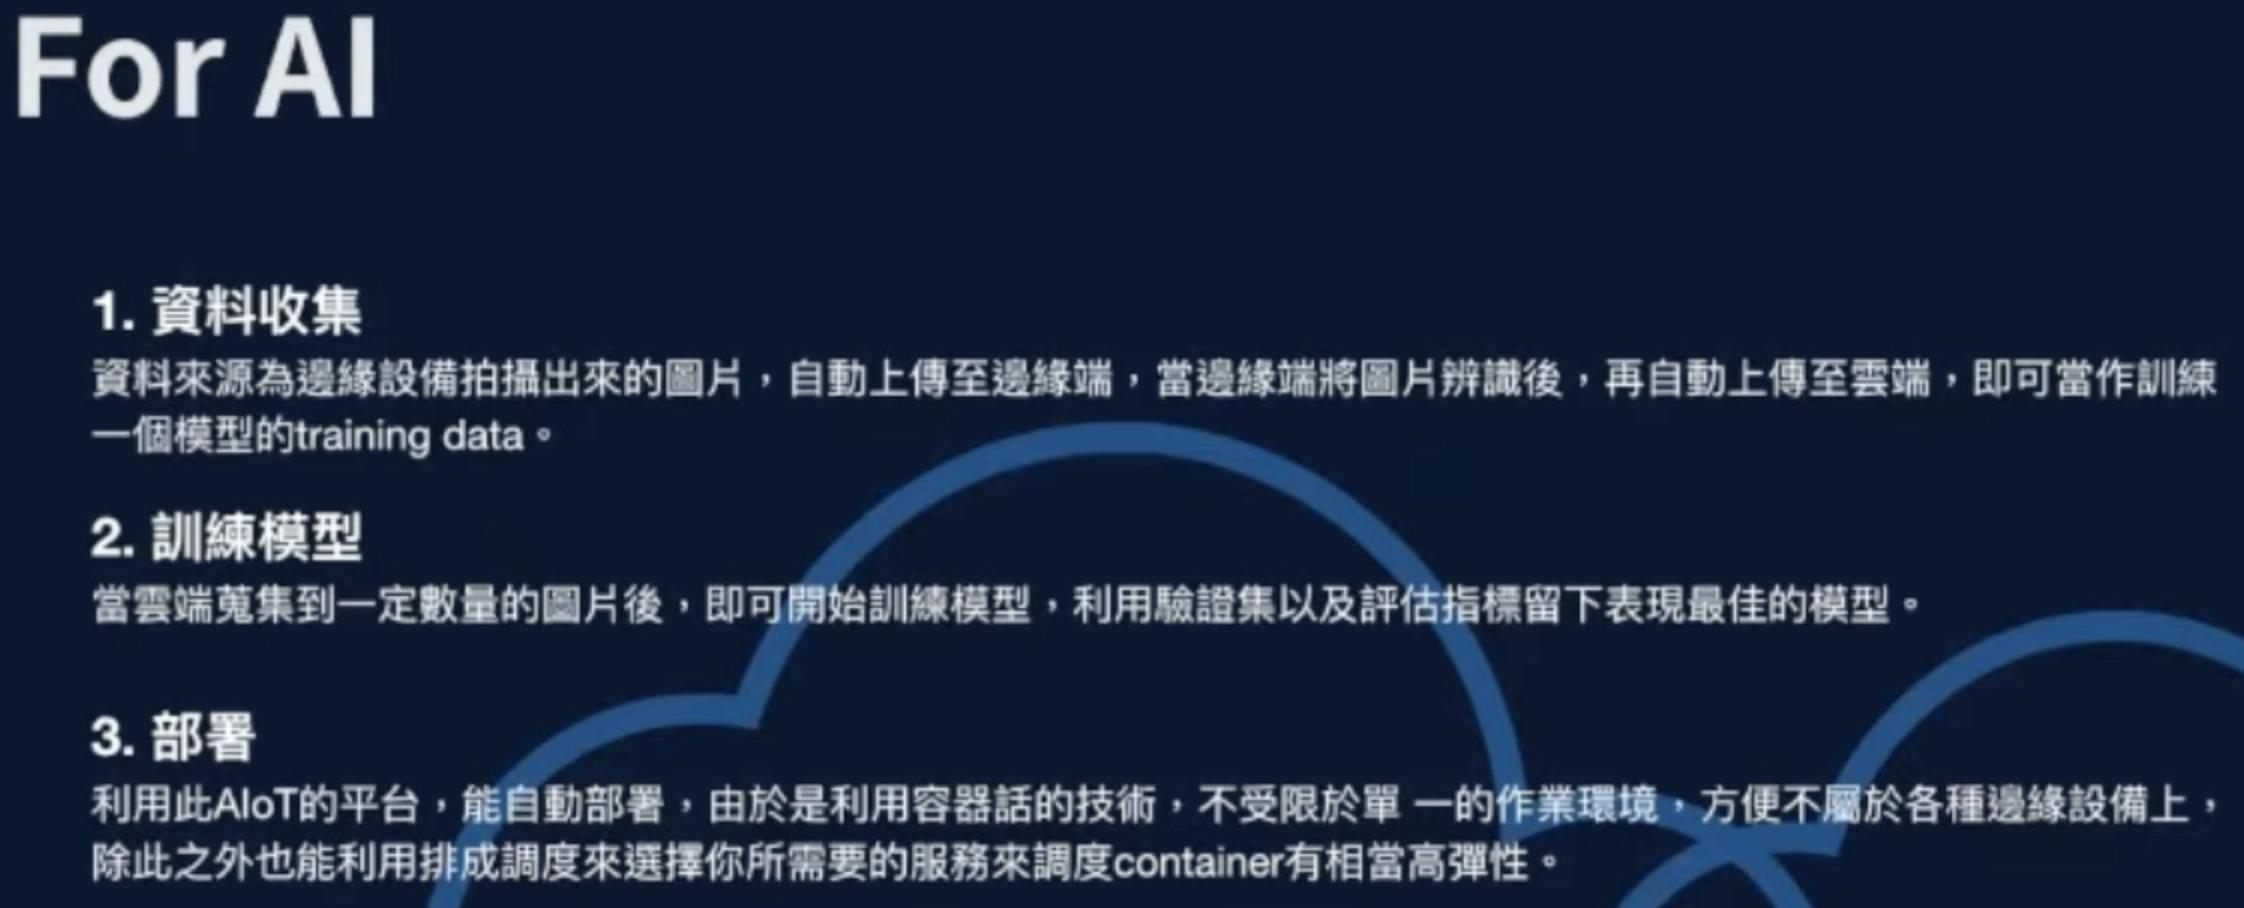 For AI
1. 資料收集
資料來源為邊緣設備拍攝出來的圖片，自動上傳至邊緣端，當邊緣端將圖片辨識後，再自動上傳至雲端，即可當作訓練
一個模型的training data。
2. 訓練模型
當雲端蒐集到一定數量的圖片後，即可開始訓練模型，利用驗證集以及評估指標留下表現最佳的模型。
3. 部署
利用此AIoT的平台，能自動部署，由於是利用容器話的技術，不受限於單 一的作業環境，方便不屬於各種邊緣設備上，
除此之外也能利用排成調度來選擇你所需要的服務來調度container有相當高彈性。